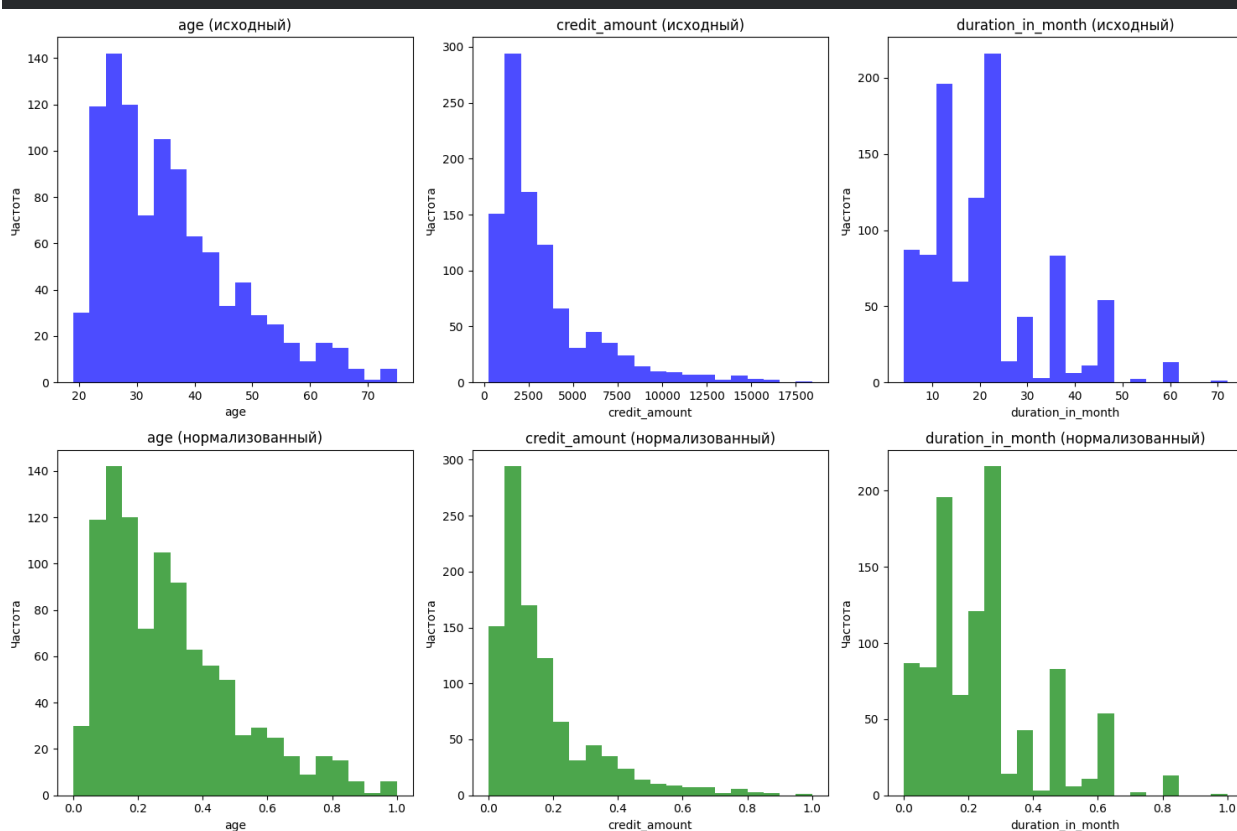 age (исходный)
140
120
100
80
60
40
20
0
Частота
20 30 40 50 60 70
age
credit_amount (исходный)
300
250
200
150
100
50
0
Частота
0 2500 5000 7500 10000 12500 15000 17500
credit_amount
duration_in_month (исходный)
200
150
100
50
0
Частота
10 20 30 40 50 60 70
duration_in_month
age (нормализованный)
140
120
100
80
60
40
20
0
Частота
0.0 0.2 0.4 0.6 0.8 1.0
age
credit_amount (нормализованный)
300
250
200
150
100
50
0
Частота
0.0 0.2 0.4 0.6 0.8 1.0
credit_amount
duration_in_month (нормализованный)
200
150
100
50
0
Частота
0.0 0.2 0.4 0.6 0.8 1.0
duration_in_month